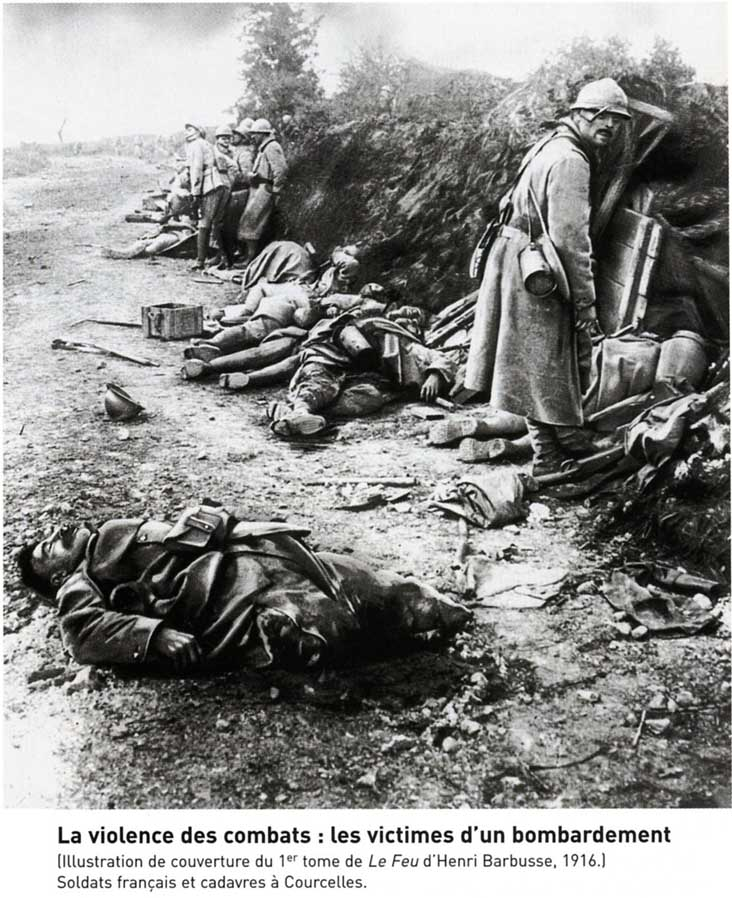 La violence des combats : les victimes d'un bombardement
(Illustration de couverture du 1er tome de Le Feu d'Henri Barbusse, 1916.)
Soldats français et cadavres à Courcelles.